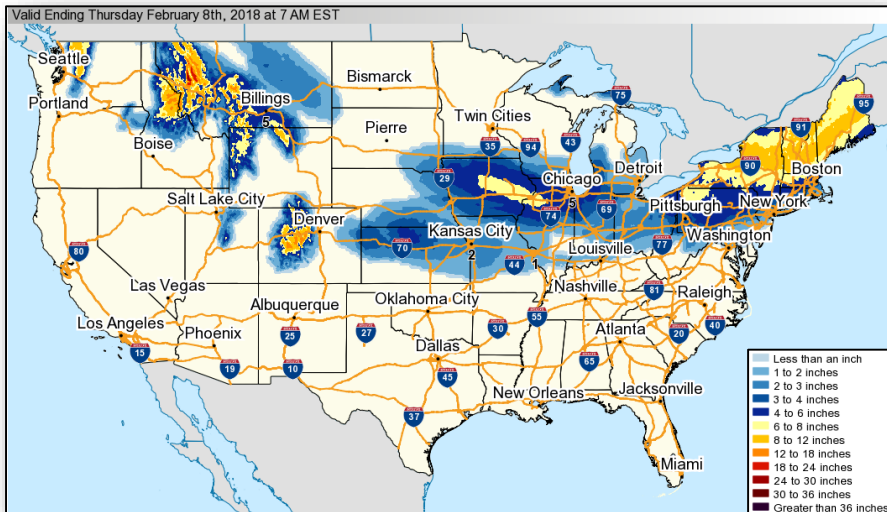 Valid Ending Thursday February 8th, 2018 at 7 AM EST
Seattle
75
95
Bismarck
Portland
Billings
Twin Cities
5
91
Pierre
35
94
43
Boise
90
Detroit
Boston
29
Chicago
2
Salt Lake City
5
Pittsburgh
New York
74
69
Denver
Kansas City
Washington
80
70
Louisville
77
2
44
1
Las Vegas
Nashville
81
Raleigh
Albuquerque
Oklahoma City
55
Los Angeles
Phoenix
25
27
30
Atlanta
20
40
15
Dallas
65
19
10
45
New Orleans
Jacksonville
37
Miami
Less than an inch
1 to 2 inches
2 to 3 inches
3 to 4 inches
4 to 6 inches
6 to 8 inches
8 to 12 inches
12 to 18 inches
18 to 24 inches
24 to 30 inches
30 to 36 inches
Greater than 36 inches